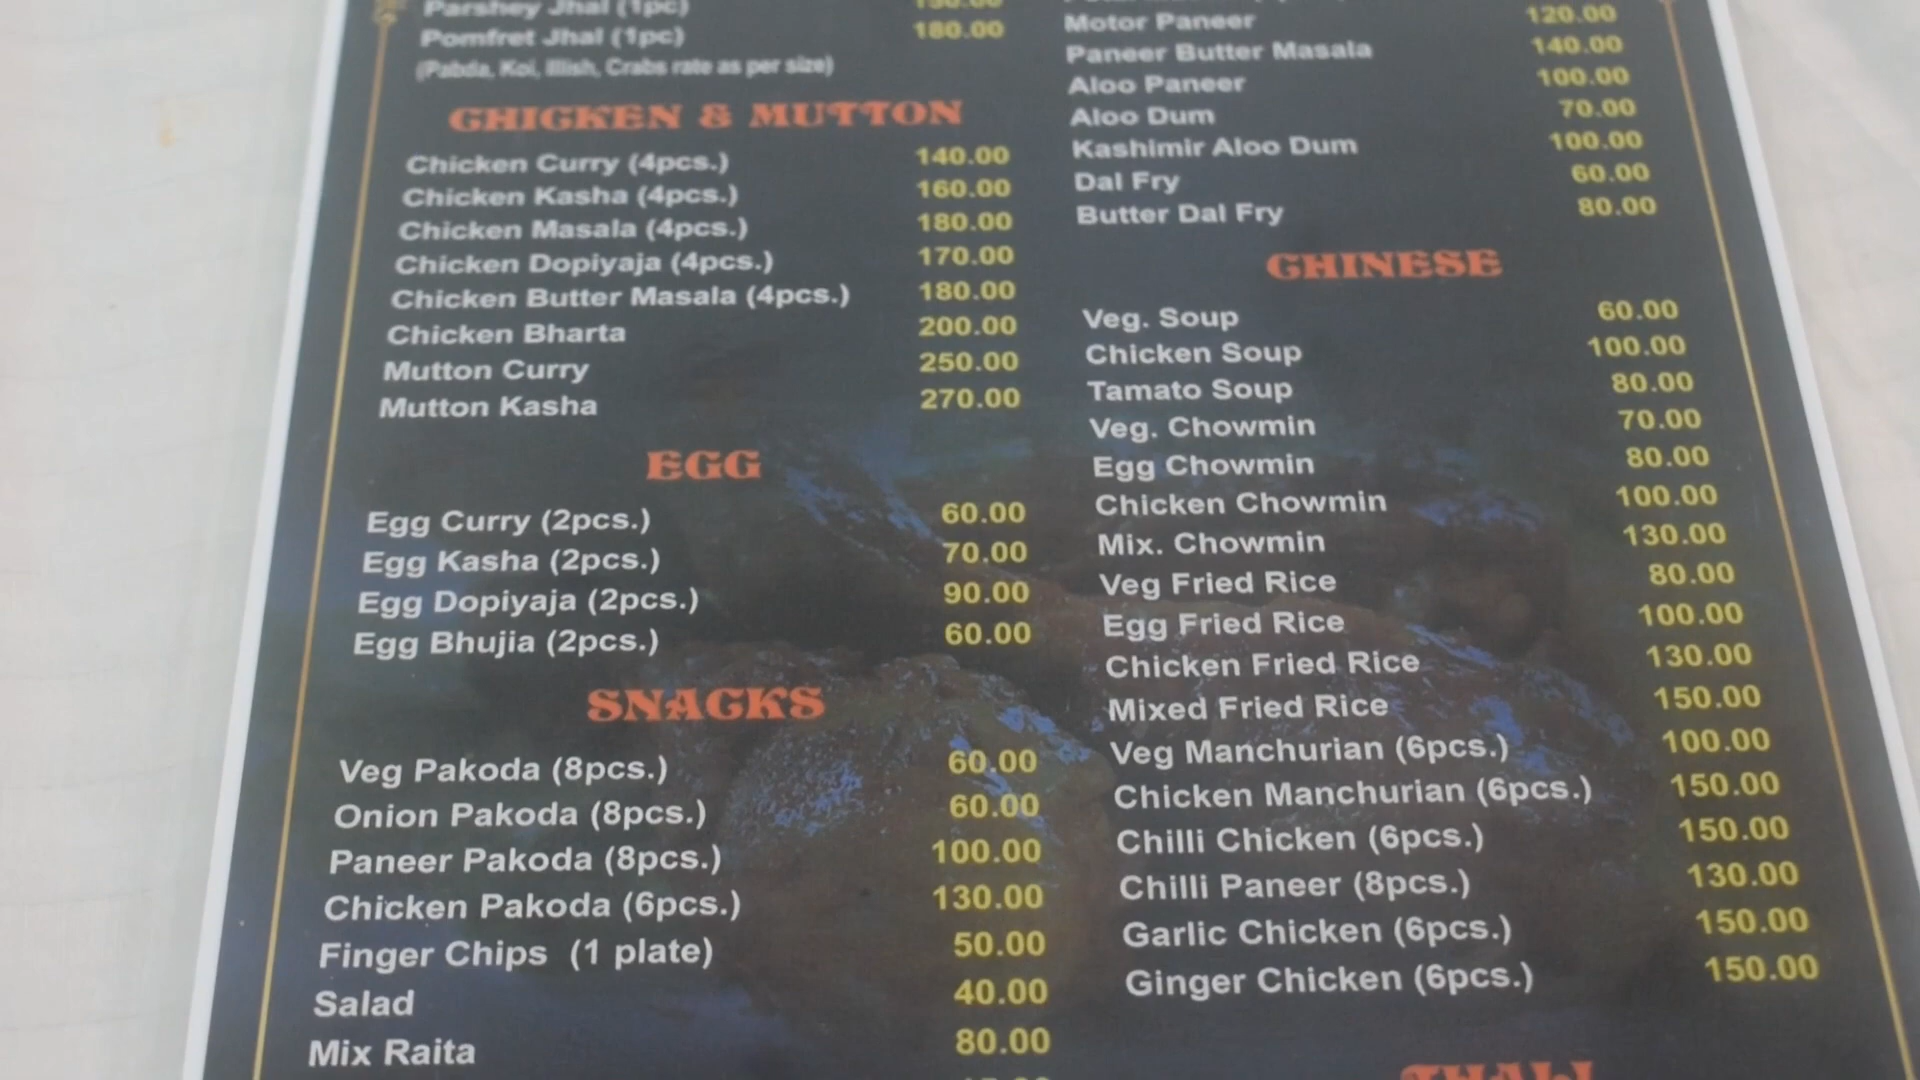 Parshey Jhal (1pc)
Pomfret Jhal (1pc) 180.00
(Pabda, Koi, Illish, Crabs rate as per size)
CHICKEN & MUTTON
Chicken Curry (4pcs.) 140.00
Chicken Kasha (4pcs.) 160.00
Chicken Masala (4pcs.) 180.00
Chicken Dopiyaja (4pcs.) 170.00
Chicken Butter Masala (4pcs.) 180.00
Chicken Bharta 200.00
Mutton Curry 250.00
Mutton Kasha 270.00
EGG
Egg Curry (2pcs.) 60.00
Egg Kasha (2pcs.) 70.00
Egg Dopiyaja (2pcs.) 90.00
Egg Bhujia (2pcs.) 60.00
SNACKS
Veg Pakoda (8pcs.) 60.00
Onion Pakoda (8pcs.) 60.00
Paneer Pakoda (8pcs.) 100.00
Chicken Pakoda (6pcs.) 130.00
Finger Chips (1 plate) 50.00
Salad 40.00
Mix Raita 80.00
Motor Paneer 120.00
Paneer Butter Masala 140.00
Aloo Paneer 100.00
Aloo Dum 70.00
Kashimir Aloo Dum 100.00
Dal Fry 60.00
Butter Dal Fry 80.00
CHINESE
Veg. Soup 60.00
Chicken Soup 100.00
Tamato Soup 80.00
Veg. Chowmin 70.00
Egg Chowmin 80.00
Chicken Chowmin 100.00
Mix. Chowmin 130.00
Veg Fried Rice 80.00
Egg Fried Rice 100.00
Chicken Fried Rice 130.00
Mixed Fried Rice 150.00
Veg Manchurian (6pcs.) 100.00
Chicken Manchurian (6pcs.) 150.00
Chilli Chicken (6pcs.) 150.00
Chilli Paneer (8pcs.) 130.00
Garlic Chicken (6pcs.) 150.00
Ginger Chicken (6pcs.) 150.00
THALI